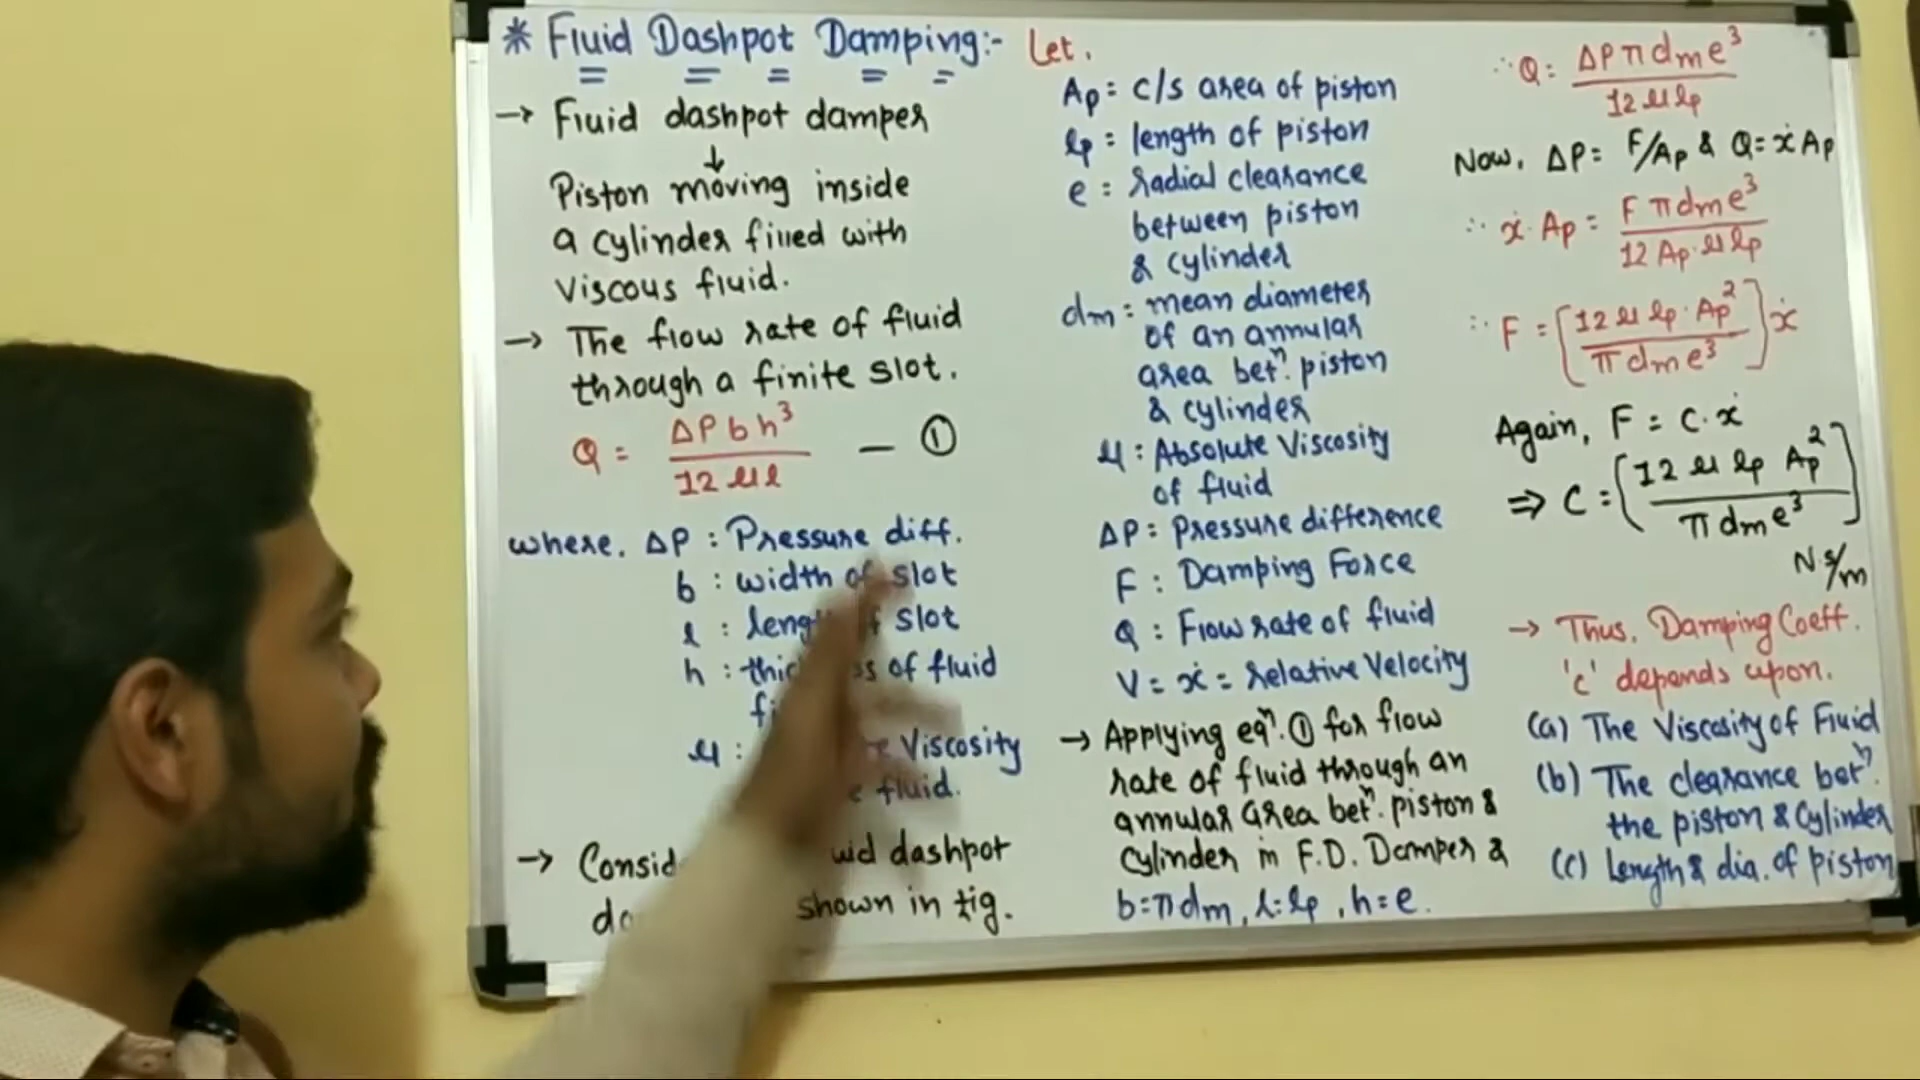 * Fluid Dashpot Damping:-
→ Fluid dashpot damper
↓
Piston moving inside
a cylinder filled with
viscous fluid.
→ The flow rate of fluid
through a finite slot.
Q = ΔP b h³ / 12 μ l — ①
where, ΔP : Pressure diff.
b : width of slot
l : length of slot
h : thickness of fluid
μ : Viscosity
fluid.
→ dashpot
shown in fig.
Let,
Ap = c/s area of piston
lp = length of piston
e = radial clearance
between piston
& cylinder
dm = mean diameter
of an annular
area betⁿ. piston
& cylinder
μ : Absolute Viscosity
of fluid
ΔP = Pressure difference
F : Damping Force
Q : Flow rate of fluid
V = ẋ = relative Velocity
→ Applying eqⁿ. ① for flow
rate of fluid through an
annular area betⁿ. piston &
cylinder in F.D. Damper &
b=πdm, l=lp, h=e.
∴ Q = ΔP π dm e³ / 12 μ lp
Now, ΔP = F/Ap & Q = ẋ Ap
∴ ẋ· Ap = F π dm e³ / 12 Ap · μ lp
∴ F = [12 μ lp · Ap² / π dm e³] ẋ
Again, F = C · ẋ
⇒ C = [12 μ lp Ap² / π dm e³]
N·s/m
→ Thus, Damping Coeff.
'c' depends upon.
(a) The Viscosity of Fluid
(b) The clearance betⁿ.
the piston & Cylinder
(c) Length & dia. of piston